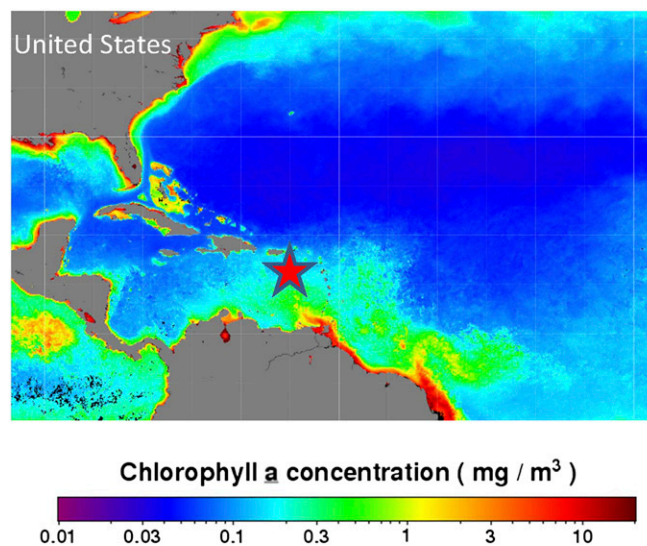 United States
Chlorophyll a concentration ( mg / m³ )
0.01 0.03 0.1 0.3 1 3 10